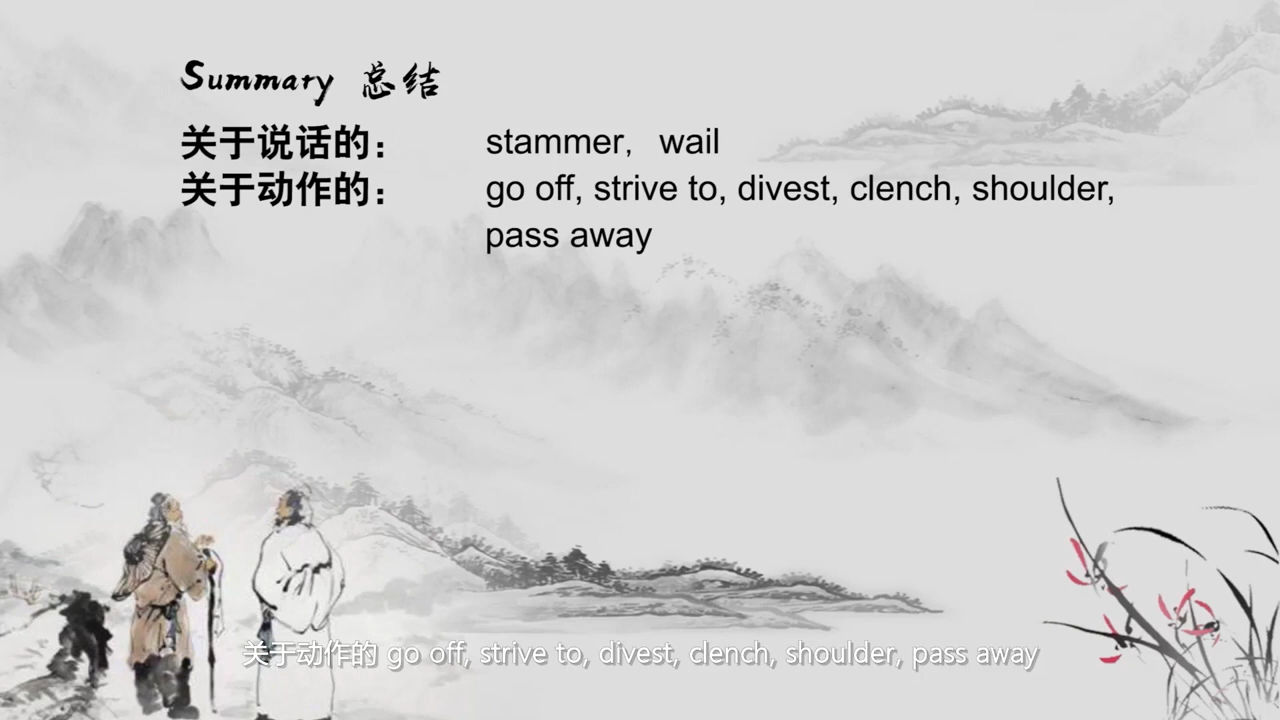 Summary 总结
关于说话的： stammer, wail
关于动作的： go off, strive to, divest, clench, shoulder,
pass away
关于动作的 go off, strive to, divest, clench, shoulder, pass away